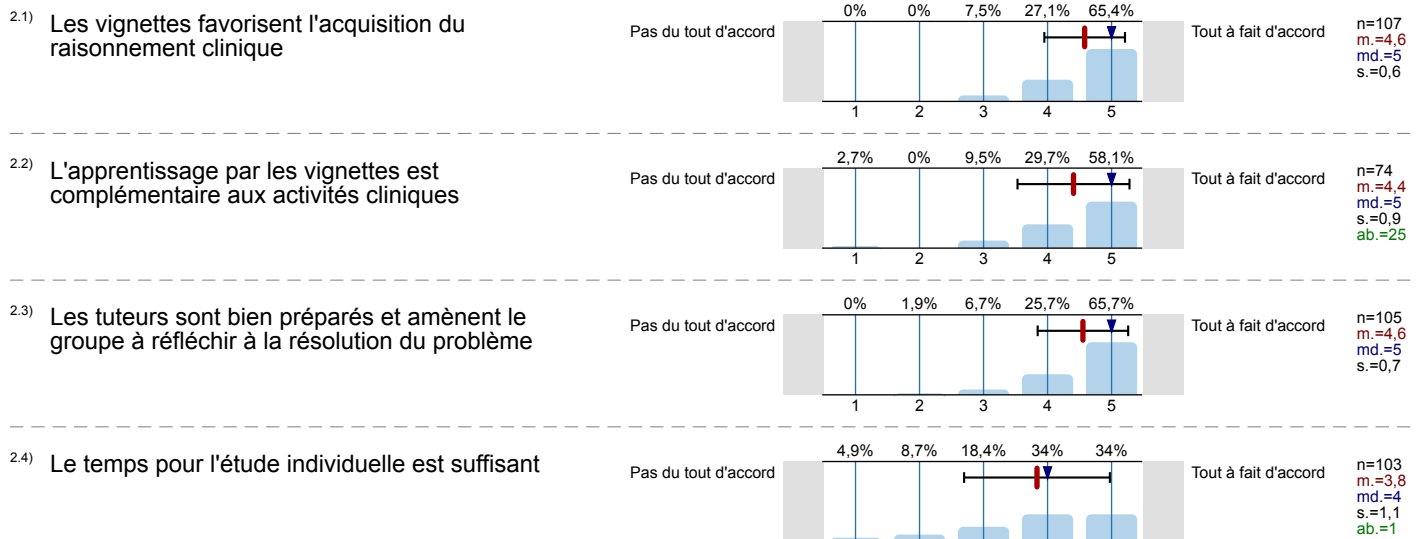 2.1) Les vignettes favorisent l'acquisition du
raisonnement clinique
Pas du tout d'accord
0% 0% 7,5% 27,1% 65,4%
1 2 3 4 5
Tout à fait d'accord
n=107
m.=4,6
md.=5
s.=0,6
2.2) L'apprentissage par les vignettes est
complémentaire aux activités cliniques
Pas du tout d'accord
2,7% 0% 9,5% 29,7% 58,1%
1 2 3 4 5
Tout à fait d'accord
n=74
m.=4,4
md.=5
s.=0,9
ab.=25
2.3) Les tuteurs sont bien préparés et amènent le
groupe à réfléchir à la résolution du problème
Pas du tout d'accord
0% 1,9% 6,7% 25,7% 65,7%
1 2 3 4 5
Tout à fait d'accord
n=105
m.=4,6
md.=5
s.=0,7
2.4) Le temps pour l'étude individuelle est suffisant
Pas du tout d'accord
4,9% 8,7% 18,4% 34% 34%
Tout à fait d'accord
n=103
m.=3,8
md.=4
s.=1,1
ab.=1